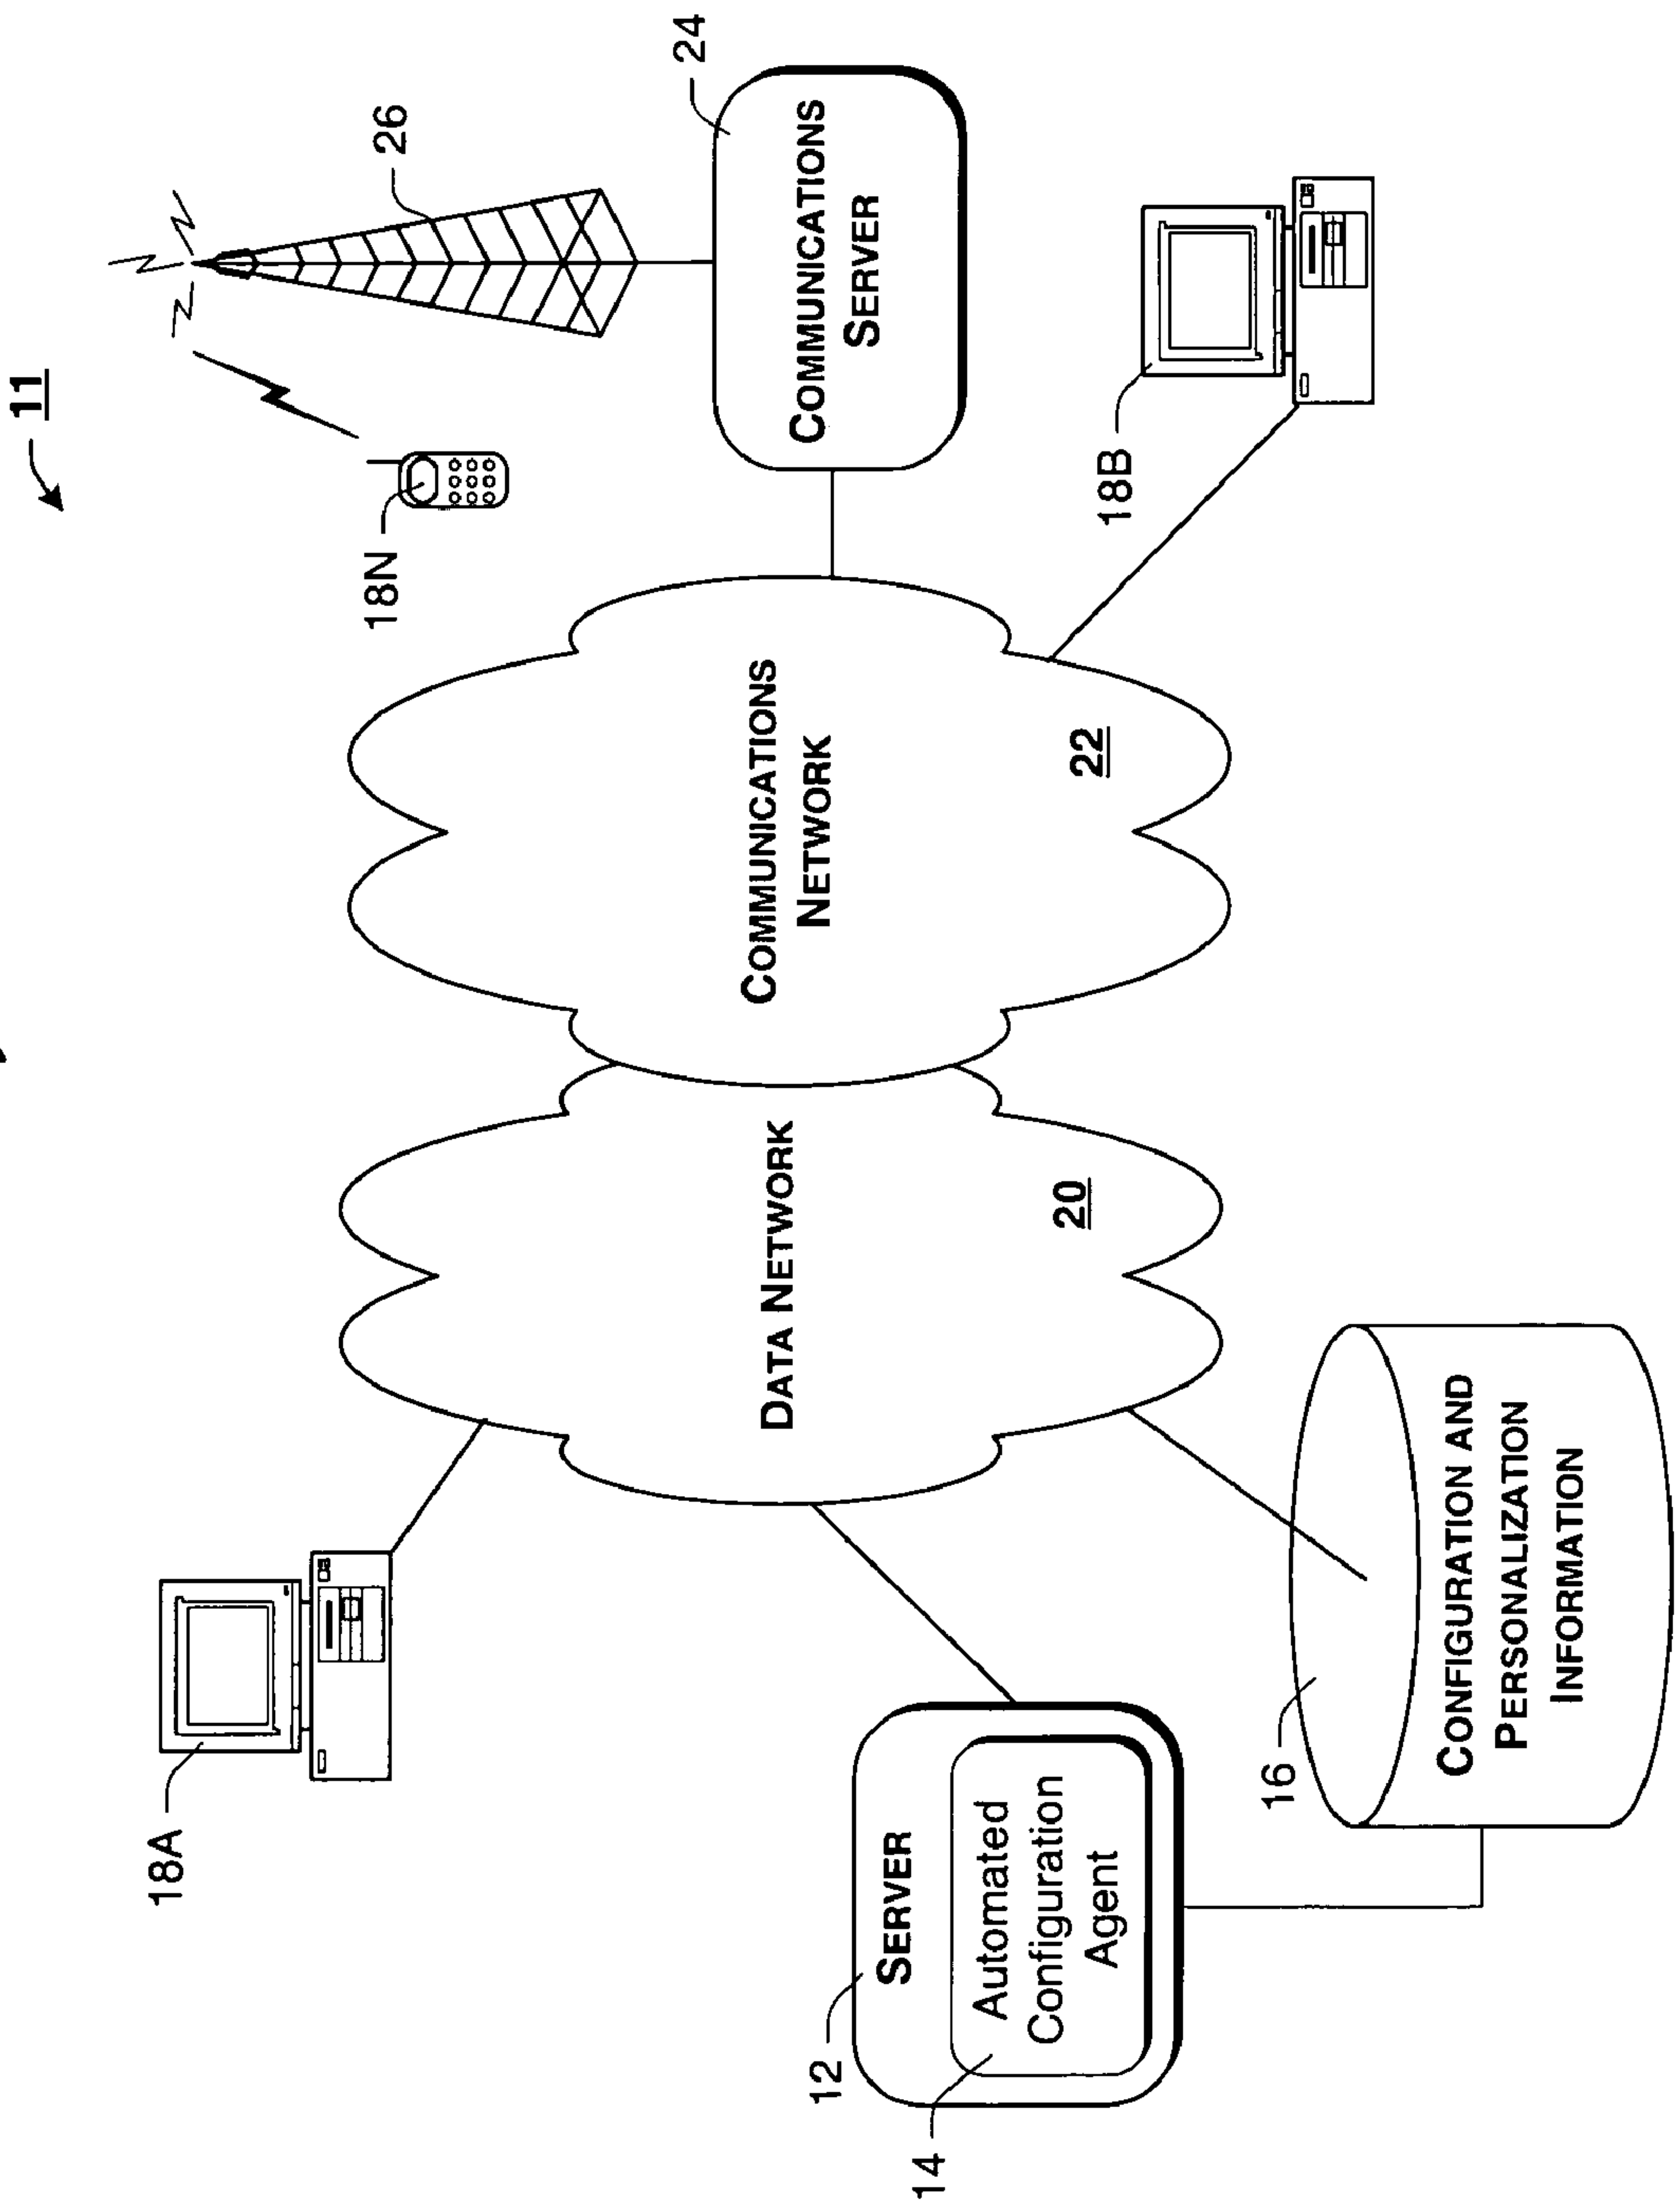 11
18A
18N
26
24
COMMUNICATIONS
SERVER
DATA NETWORK
20
COMMUNICATIONS
NETWORK
22
12
SERVER
14
Automated
Configuration
Agent
16
CONFIGURATION AND
PERSONALIZATION
INFORMATION
18B